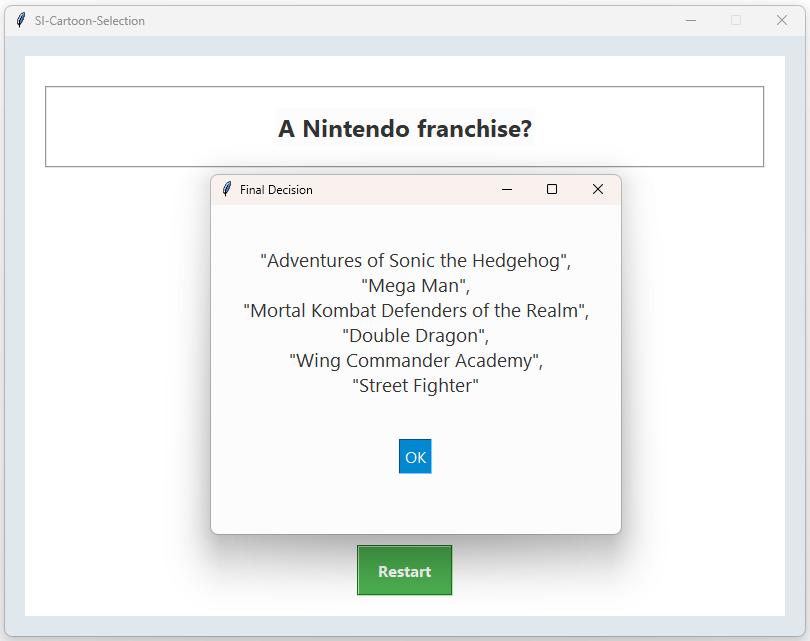 SI-Cartoon-Selection
A Nintendo franchise?
Final Decision
"Adventures of Sonic the Hedgehog",
"Mega Man",
"Mortal Kombat Defenders of the Realm",
"Double Dragon",
"Wing Commander Academy",
"Street Fighter"
OK
Restart